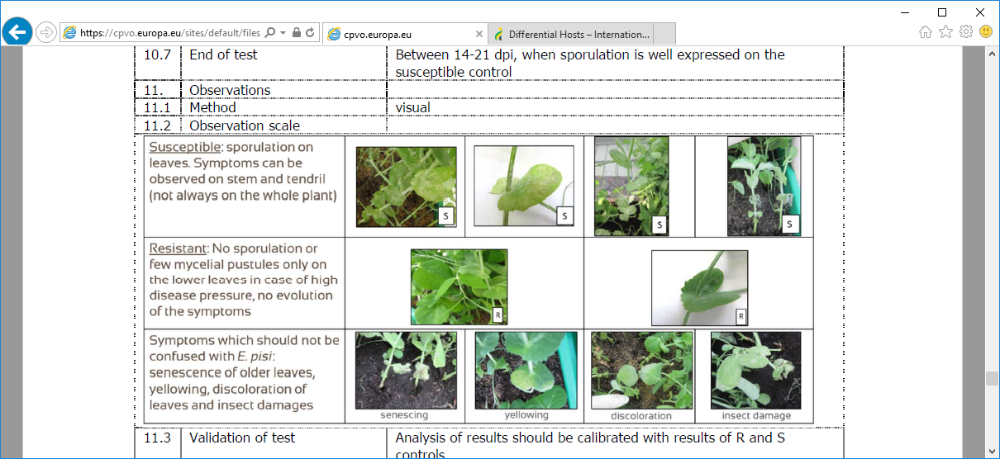 https://cpvo.europa.eu/sites/default/files
cpvo.europa.eu
Differential Hosts – Internation...
10.7 End of test Between 14-21 dpi, when sporulation is well expressed on the
susceptible control
11. Observations
11.1 Method visual
11.2 Observation scale
Susceptible: sporulation on
leaves. Symptoms can be
observed on stem and tendril
(not always on the whole plant)
S S S S
Resistant: No sporulation or
few mycelial pustules only on
the lower leaves in case of high
disease pressure, no evolution
of the symptoms
R R
Symptoms which should not be
confused with E. pisi:
senescence of older leaves,
yellowing, discoloration of
leaves and insect damages
senescing yellowing discoloration insect damage
11.3 Validation of test Analysis of results should be calibrated with results of R and S
controls